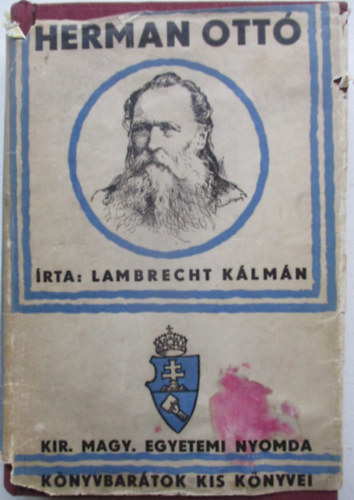 HERMAN OTTÓ
ÍRTA: LAMBRECHT KÁLMÁN
KIR. MAGY. EGYETEMI NYOMDA
KÖNYVBARÁTOK KIS KÖNYVEI